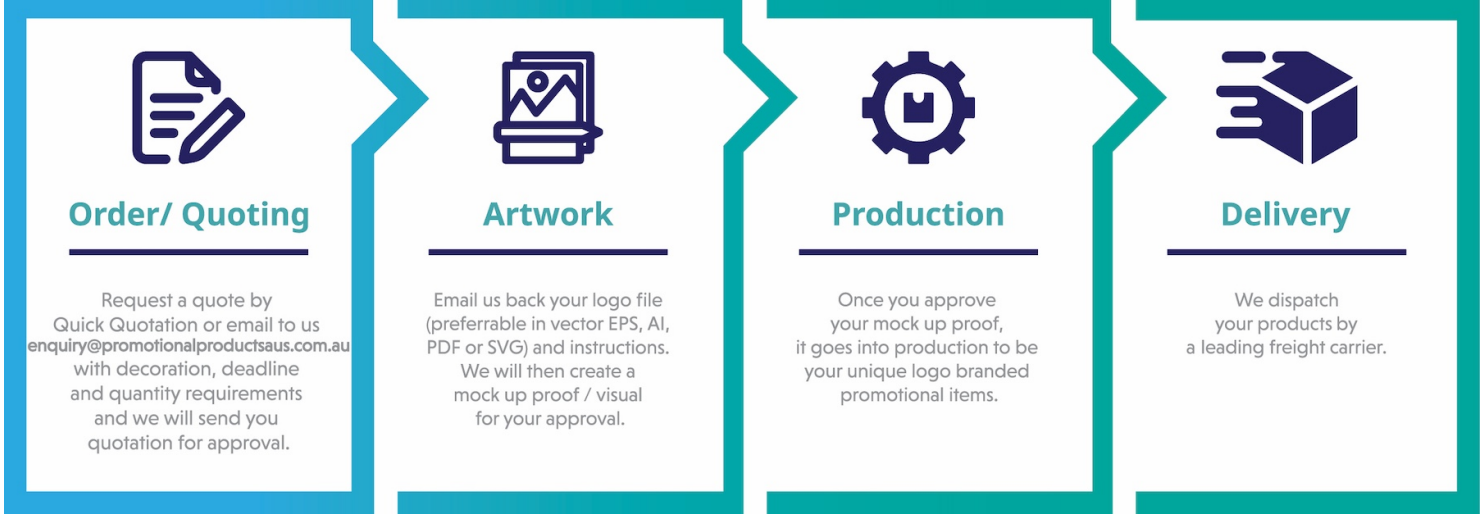 Order/ Quoting
Request a quote by
Quick Quotation or email to us
enquiry@promotionalproductsaus.com.au
with decoration, deadline
and quantity requirements
and we will send you
quotation for approval.
Artwork
Email us back your logo file
(preferrable in vector EPS, AI,
PDF or SVG) and instructions.
We will then create a
mock up proof / visual
for your approval.
Production
Once you approve
your mock up proof,
it goes into production to be
your unique logo branded
promotional items.
Delivery
We dispatch
your products by
a leading freight carrier.